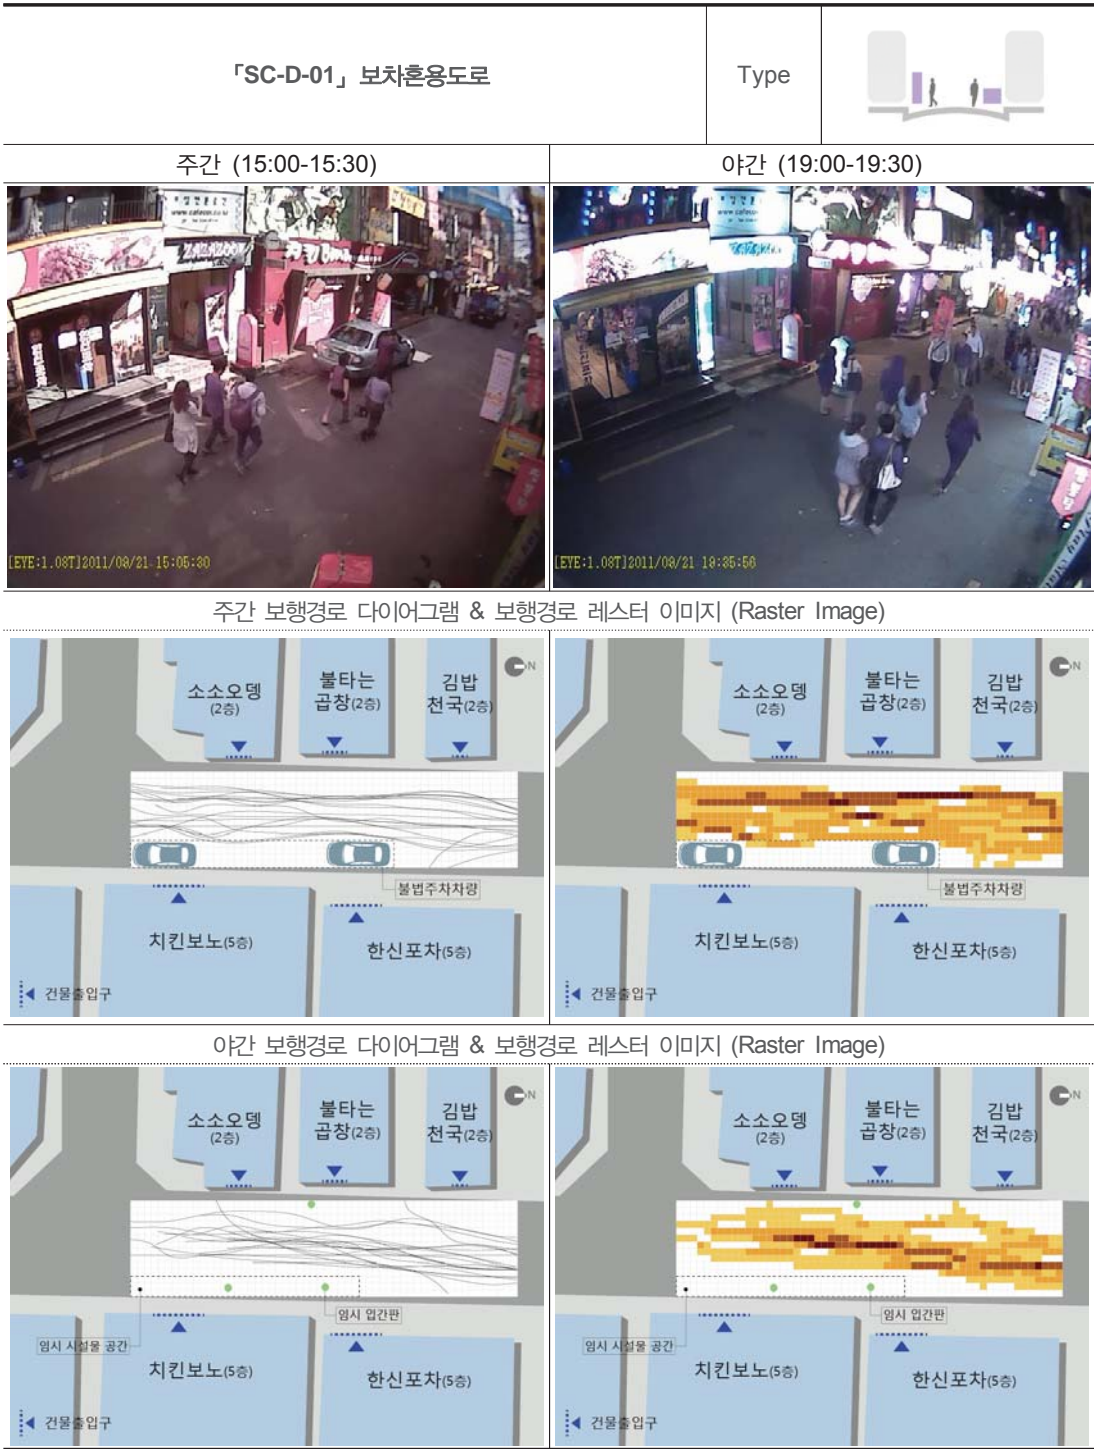 「SC-D-01」 보차혼용도로
Type
주간 (15:00-15:30)
야간 (19:00-19:30)
www.cafeson.co.kr
[EYE:1.08T]2011/09/21 15:05:30
[EYE:1.08T]2011/09/21 19:35:56
주간 보행경로 다이어그램 & 보행경로 레스터 이미지 (Raster Image)
N
소소오뎅
(2층)
불타는
곱창(2층)
김밥
천국(2층)
불법주차차량
치킨보노(5층)
한신포차(5층)
건물출입구
N
소소오뎅
(2층)
불타는
곱창(2층)
김밥
천국(2층)
불법주차차량
치킨보노(5층)
한신포차(5층)
건물출입구
야간 보행경로 다이어그램 & 보행경로 레스터 이미지 (Raster Image)
N
소소오뎅
(2층)
불타는
곱창(2층)
김밥
천국(2층)
임시 입간판
임시 시설물 공간
치킨보노(5층)
한신포차(5층)
건물출입구
N
소소오뎅
(2층)
불타는
곱창(2층)
김밥
천국(2층)
임시 입간판
임시 시설물 공간
치킨보노(5층)
한신포차(5층)
건물출입구